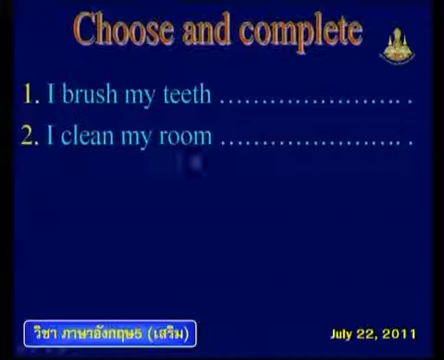 Choose and complete
1. I brush my teeth ........................ .
2. I clean my room ........................ .
วิชา ภาษาอังกฤษ5 (เสริม)
July 22, 2011